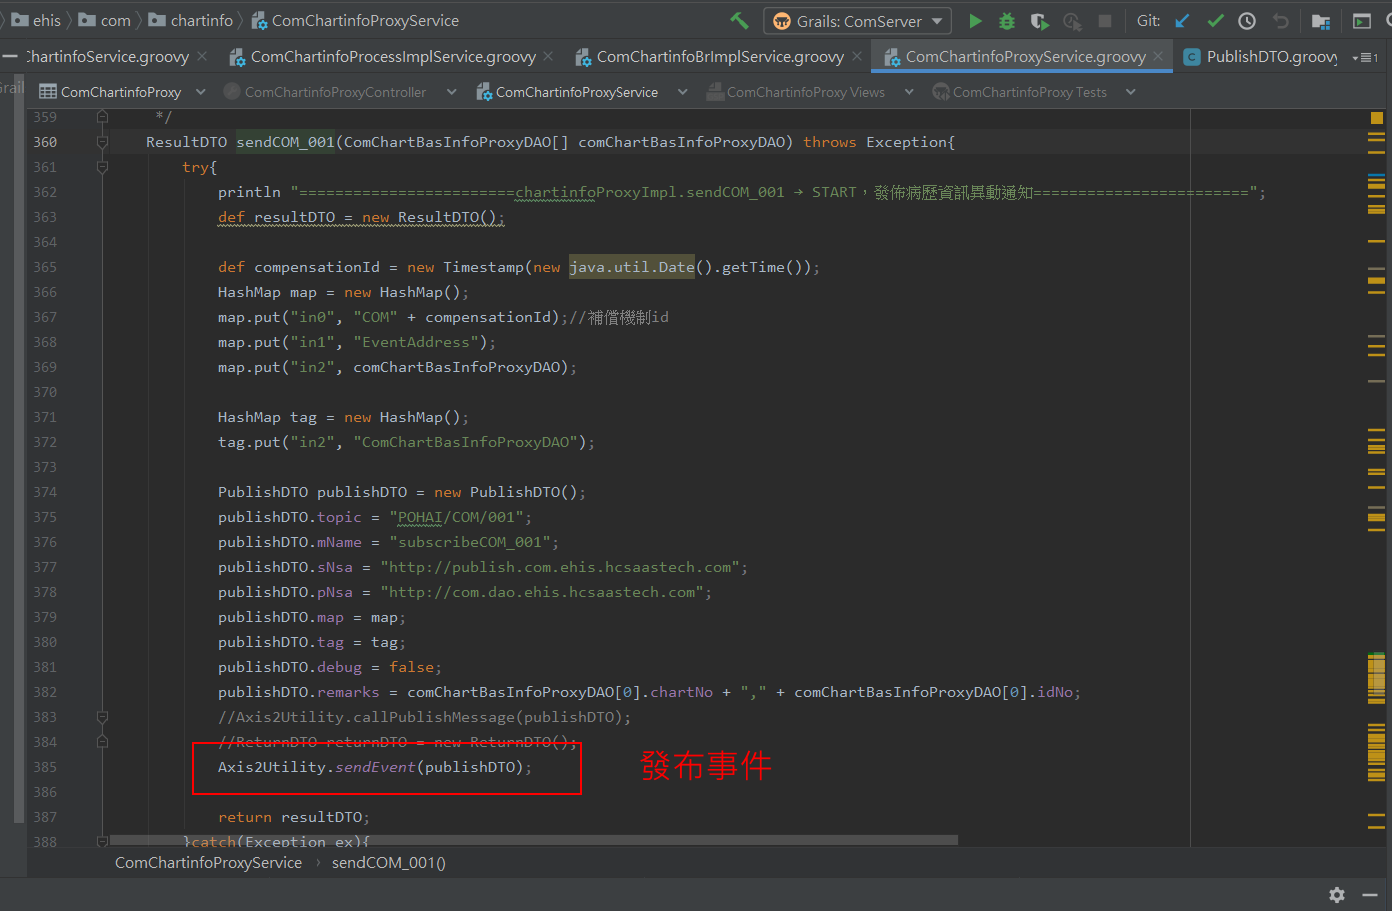 ehis com chartinfo ComChartinfoProxyService Grails: ComServer Git:
ChartinfoService.groovy ComChartinfoProcessImplService.groovy ComChartinfoBrImplService.groovy ComChartinfoProxyService.groovy PublishDTO.groovy 1
ComChartinfoProxy ComChartinfoProxyController ComChartinfoProxyService ComChartinfoProxy Views ComChartinfoProxy Tests
359 */
360 ResultDTO sendCOM_001(ComChartBasInfoProxyDAO[] comChartBasInfoProxyDAO) throws Exception{
361 try{
362 println "========================chartinfoProxyImpl.sendCOM_001 → START，發佈病歷資訊異動通知========================";
363 def resultDTO = new ResultDTO();
364
365 def compensationId = new Timestamp(new java.util.Date().getTime());
366 HashMap map = new HashMap();
367 map.put("in0", "COM" + compensationId);//補償機制id
368 map.put("in1", "EventAddress");
369 map.put("in2", comChartBasInfoProxyDAO);
370
371 HashMap tag = new HashMap();
372 tag.put("in2", "ComChartBasInfoProxyDAO");
373
374 PublishDTO publishDTO = new PublishDTO();
375 publishDTO.topic = "POHAI/COM/001";
376 publishDTO.mName = "subscribeCOM_001";
377 publishDTO.sNsa = "http://publish.com.ehis.hcsaastech.com";
378 publishDTO.pNsa = "http://com.dao.ehis.hcsaastech.com";
379 publishDTO.map = map;
380 publishDTO.tag = tag;
381 publishDTO.debug = false;
382 publishDTO.remarks = comChartBasInfoProxyDAO[0].chartNo + "," + comChartBasInfoProxyDAO[0].idNo;
383 //Axis2Utility.callPublishMessage(publishDTO);
384 //ReturnDTO returnDTO = new ReturnDTO();
385 Axis2Utility.sendEvent(publishDTO); 發布事件
386
387 return resultDTO;
388 }catch(Exception ex){
ComChartinfoProxyService sendCOM_001()